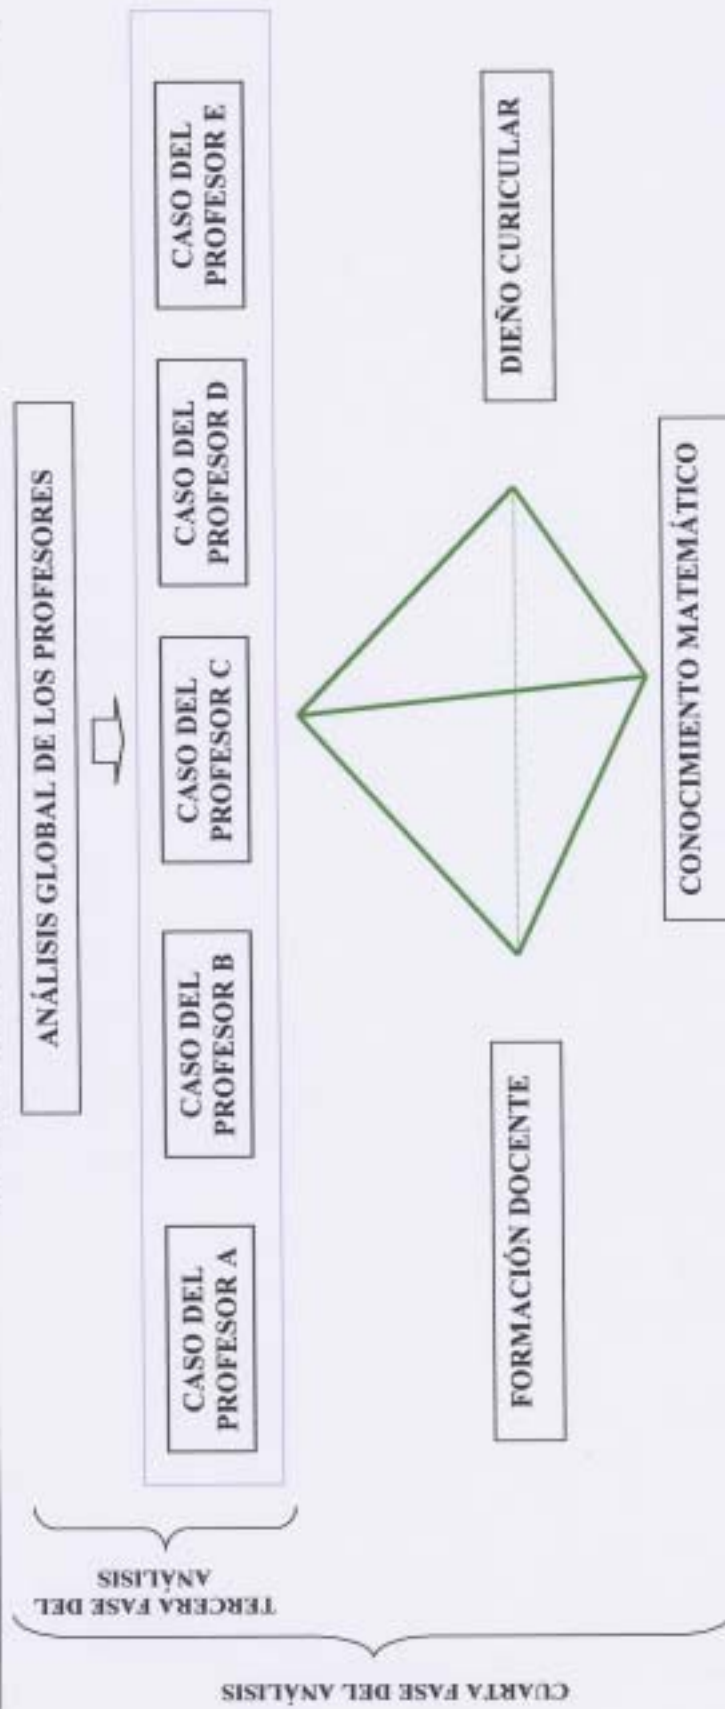 ANÁLISIS GLOBAL DE LOS PROFESORES
CASO DEL
PROFESOR A
CASO DEL
PROFESOR B
CASO DEL
PROFESOR C
CASO DEL
PROFESOR D
CASO DEL
PROFESOR E
TERCERA FASE DEL
ANÁLISIS
FORMACIÓN DOCENTE
DIEÑO CURICULAR
CONOCIMIENTO MATEMÁTICO
CUARTA FASE DEL ANÁLISIS